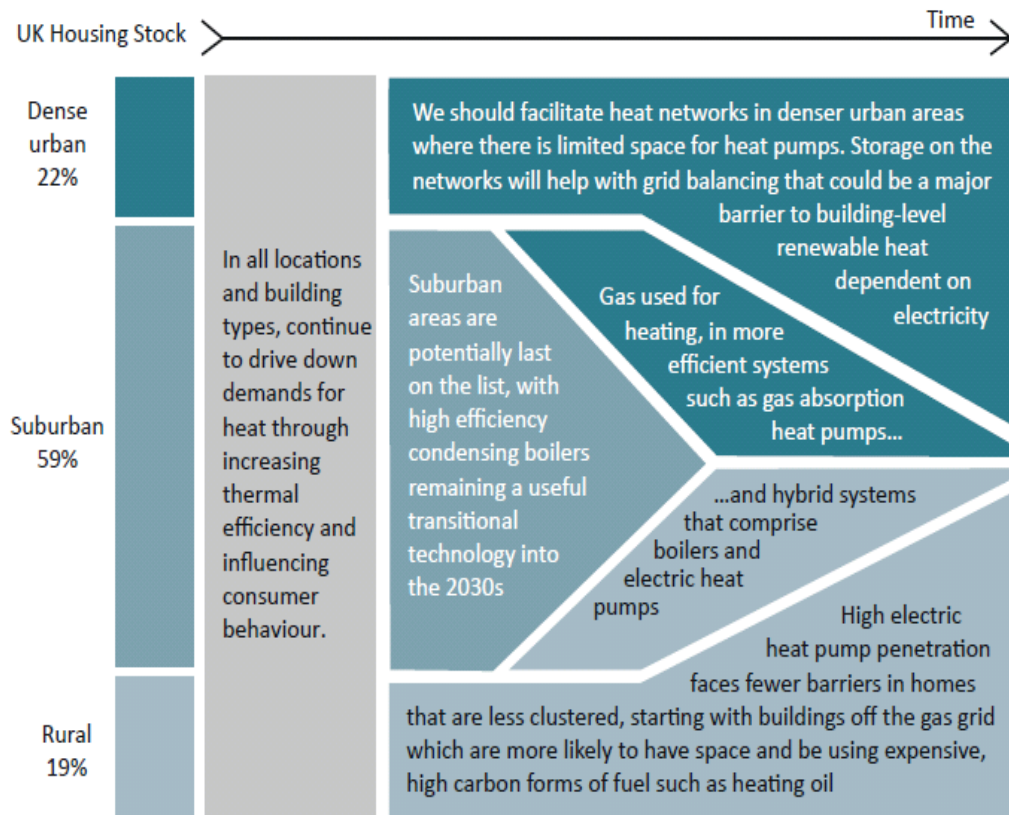 UK Housing Stock
Time
Dense
urban
22%
Suburban
59%
Rural
19%
In all locations
and building
types, continue
to drive down
demands for
heat through
increasing
thermal
efficiency and
influencing
consumer
behaviour.
We should facilitate heat networks in denser urban areas
where there is limited space for heat pumps. Storage on the
networks will help with grid balancing that could be a major
barrier to building-level
renewable heat
dependent on
electricity
Suburban
areas are
potentially last
on the list, with
high efficiency
condensing boilers
remaining a useful
transitional
technology into
the 2030s
Gas used for
heating, in more
efficient systems
such as gas absorption
heat pumps...
...and hybrid systems
that comprise
boilers and
electric heat
pumps
High electric
heat pump penetration
faces fewer barriers in homes
that are less clustered, starting with buildings off the gas grid
which are more likely to have space and be using expensive,
high carbon forms of fuel such as heating oil